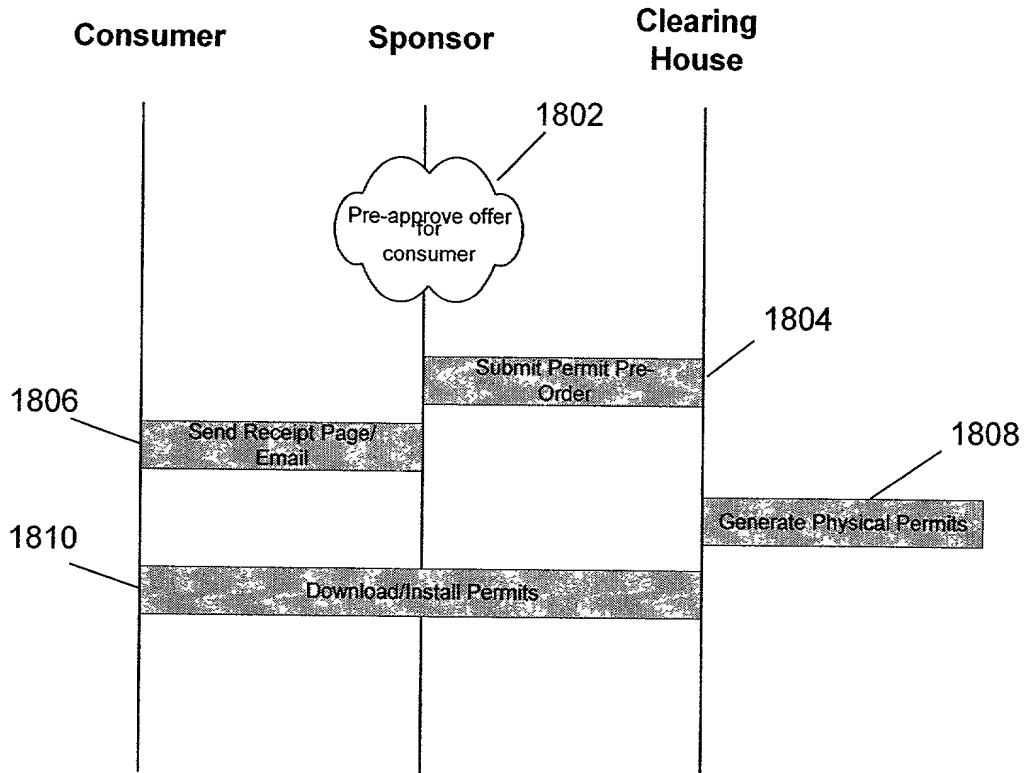 Consumer
Sponsor
Clearing
House
1802
Pre-approve offer
for
consumer
1804
Submit Permit Pre-
Order
1806
Send Receipt Page/
Email
1808
Generate Physical Permits
1810
Download/Install Permits